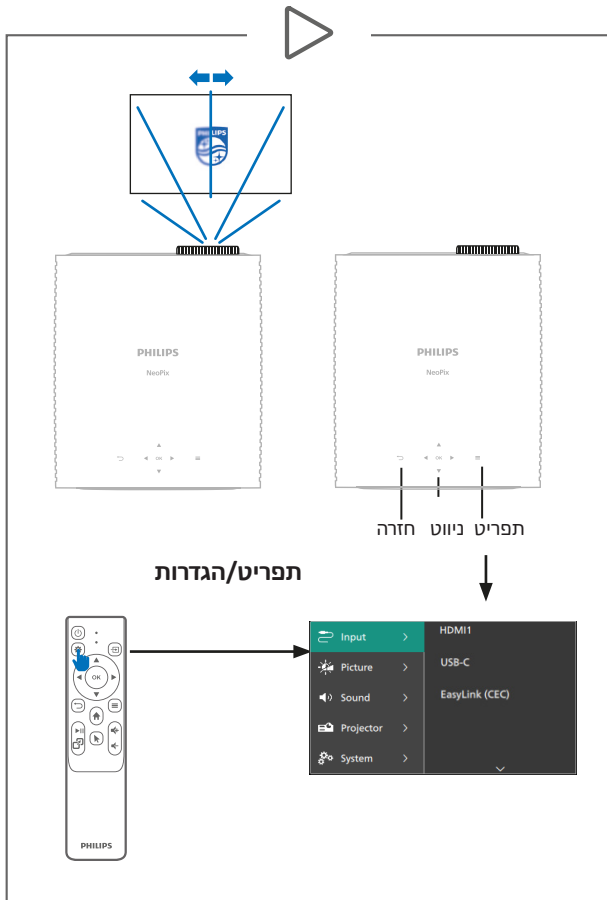 PHILIPS
PHILIPS
NeoPix
OK
PHILIPS
NeoPix
OK
תפריט
ניווט
חזרה
תפריט/הגדרות
OK
PHILIPS
Input
Picture
Sound
Projector
System
HDMI1
USB-C
EasyLink (CEC)